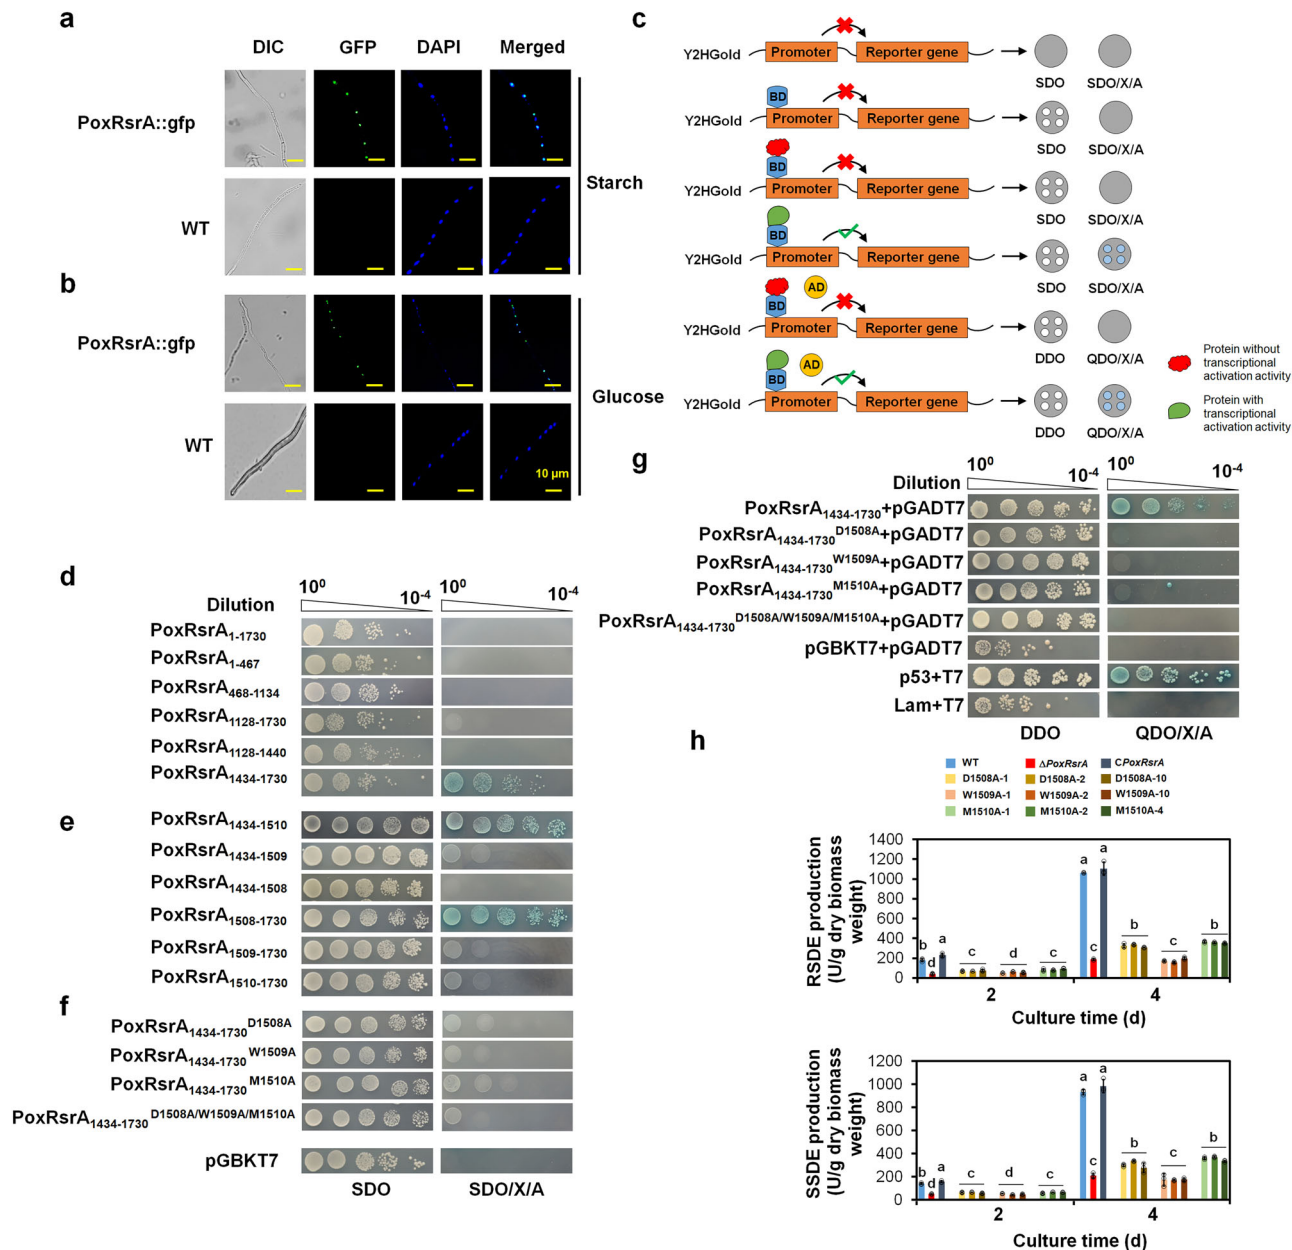 a
DIC GFP DAPI Merged
PoxRsrA::gfp
WT
Starch
b
PoxRsrA::gfp
WT
Glucose
10 μm
c
Y2HGold Promoter Reporter gene
SDO SDO/X/A
BD
Y2HGold Promoter Reporter gene
SDO SDO/X/A
BD
Y2HGold Promoter Reporter gene
SDO SDO/X/A
BD
Y2HGold Promoter Reporter gene
SDO SDO/X/A
BD AD
Y2HGold Promoter Reporter gene
DDO QDO/X/A
BD AD
Y2HGold Promoter Reporter gene
DDO QDO/X/A
Protein without
transcriptional
activation activity
Protein with
transcriptional
activation activity
d
10⁰ 10⁻⁴
Dilution
PoxRsrA₁₋₁₇₃₀
PoxRsrA₁₋₄₆₇
PoxRsrA₄₆₈₋₁₁₃₄
PoxRsrA₁₁₂₈₋₁₇₃₀
PoxRsrA₁₁₂₈₋₁₄₄₀
PoxRsrA₁₄₃₄₋₁₇₃₀
e
PoxRsrA₁₄₃₄₋₁₅₁₀
PoxRsrA₁₄₃₄₋₁₅₀₉
PoxRsrA₁₄₃₄₋₁₅₀₈
PoxRsrA₁₅₀₈₋₁₇₃₀
PoxRsrA₁₅₀₉₋₁₇₃₀
PoxRsrA₁₅₁₀₋₁₇₃₀
f
PoxRsrA₁₄₃₄₋₁₇₃₀D1508A
PoxRsrA₁₄₃₄₋₁₇₃₀W1509A
PoxRsrA₁₄₃₄₋₁₇₃₀M1510A
PoxRsrA₁₄₃₄₋₁₇₃₀D1508A/W1509A/M1510A
pGBKT7
SDO SDO/X/A
g
10⁰ 10⁻⁴ 10⁰ 10⁻⁴
Dilution
PoxRsrA₁₄₃₄₋₁₇₃₀+pGADT7
PoxRsrA₁₄₃₄₋₁₇₃₀D1508A+pGADT7
PoxRsrA₁₄₃₄₋₁₇₃₀W1509A+pGADT7
PoxRsrA₁₄₃₄₋₁₇₃₀M1510A+pGADT7
PoxRsrA₁₄₃₄₋₁₇₃₀D1508A/W1509A/M1510A+pGADT7
pGBKT7+pGADT7
p53+T7
Lam+T7
DDO QDO/X/A
h
WT ΔPoxRsrA CPoxRsrA
D1508A-1 D1508A-2 D1508A-10
W1509A-1 W1509A-2 W1509A-10
M1510A-1 M1510A-2 M1510A-4
RSDE production
(U/g dry biomass
weight)
1400
1200
1000
800
600
400
200
0
b d a c d c a c a b c b
2 4
Culture time (d)
SSDE production
(U/g dry biomass
weight)
1200
1000
800
600
400
200
0
b d a c d c a c a b c b
2 4
Culture time (d)